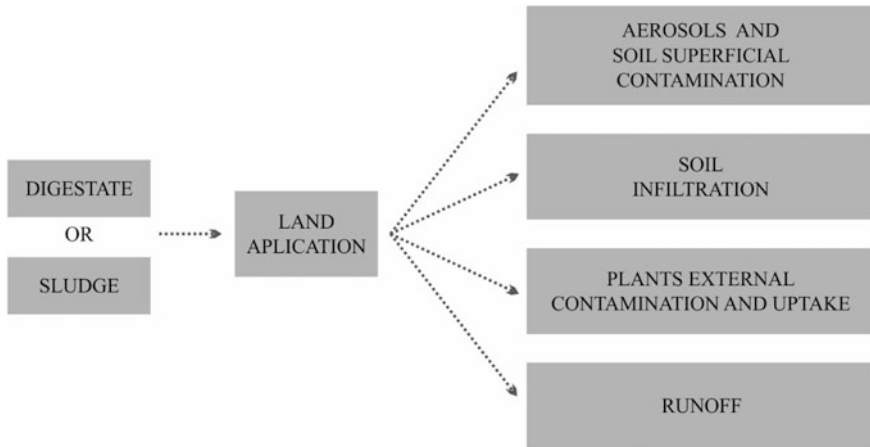 DIGESTATE
OR
SLUDGE
LAND
APLICATION
AEROSOLS AND
SOIL SUPERFICIAL
CONTAMINATION
SOIL
INFILTRATION
PLANTS EXTERNAL
CONTAMINATION AND UPTAKE
RUNOFF